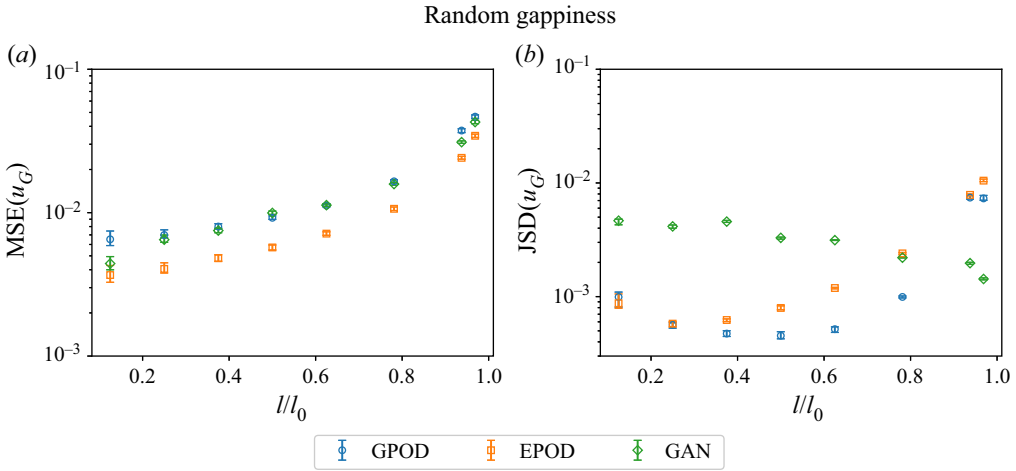 Random gappiness
(a)
(b)
MSE(u_G)
10^{-1}
10^{-2}
10^{-3}
0.2 0.4 0.6 0.8 1.0
l/l_0
JSD(u_G)
10^{-1}
10^{-2}
10^{-3}
0.2 0.4 0.6 0.8 1.0
l/l_0
GPOD EPOD GAN